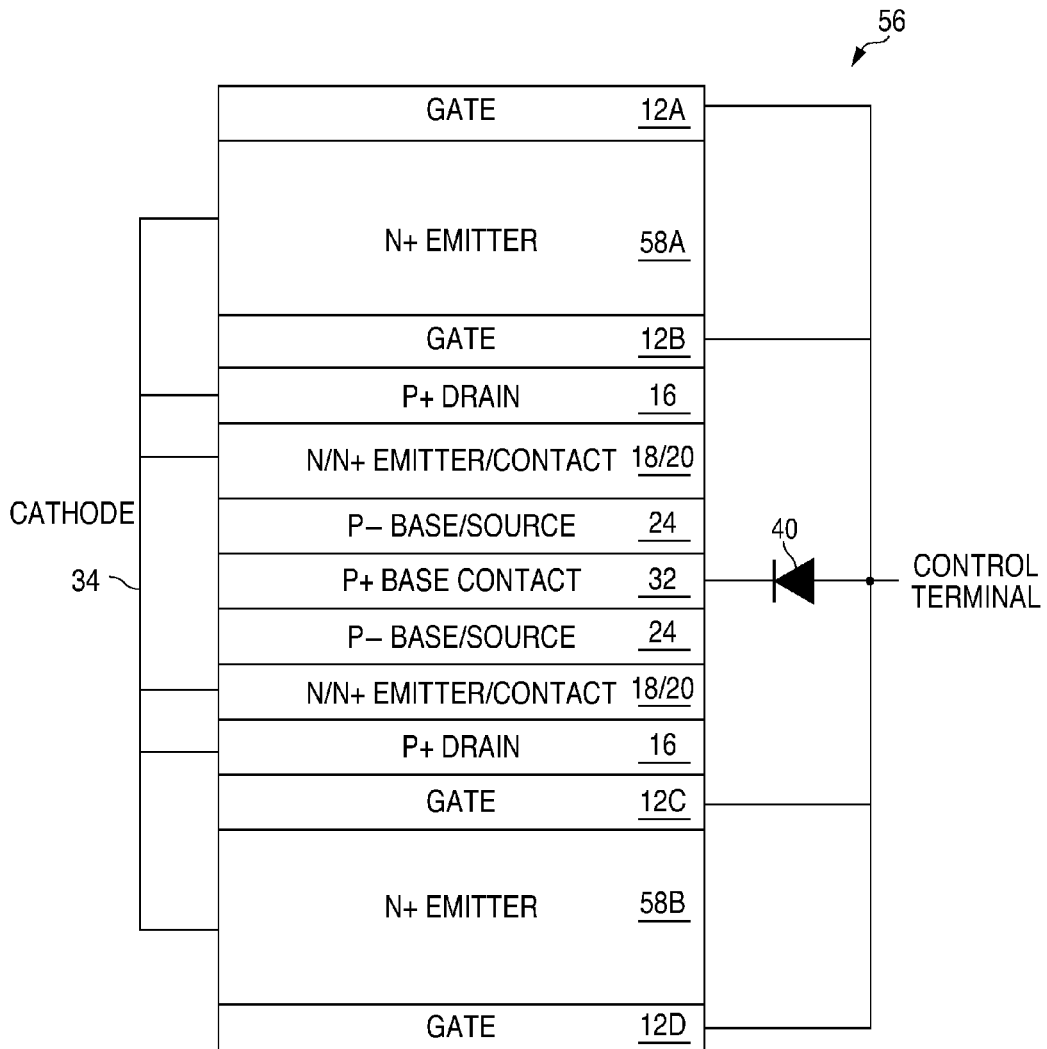 56
GATE 12A
N+ EMITTER 58A
GATE 12B
P+ DRAIN 16
N/N+ EMITTER/CONTACT 18/20
CATHODE
P− BASE/SOURCE 24
40
34
P+ BASE CONTACT 32
CONTROL
TERMINAL
P− BASE/SOURCE 24
N/N+ EMITTER/CONTACT 18/20
P+ DRAIN 16
GATE 12C
N+ EMITTER 58B
GATE 12D